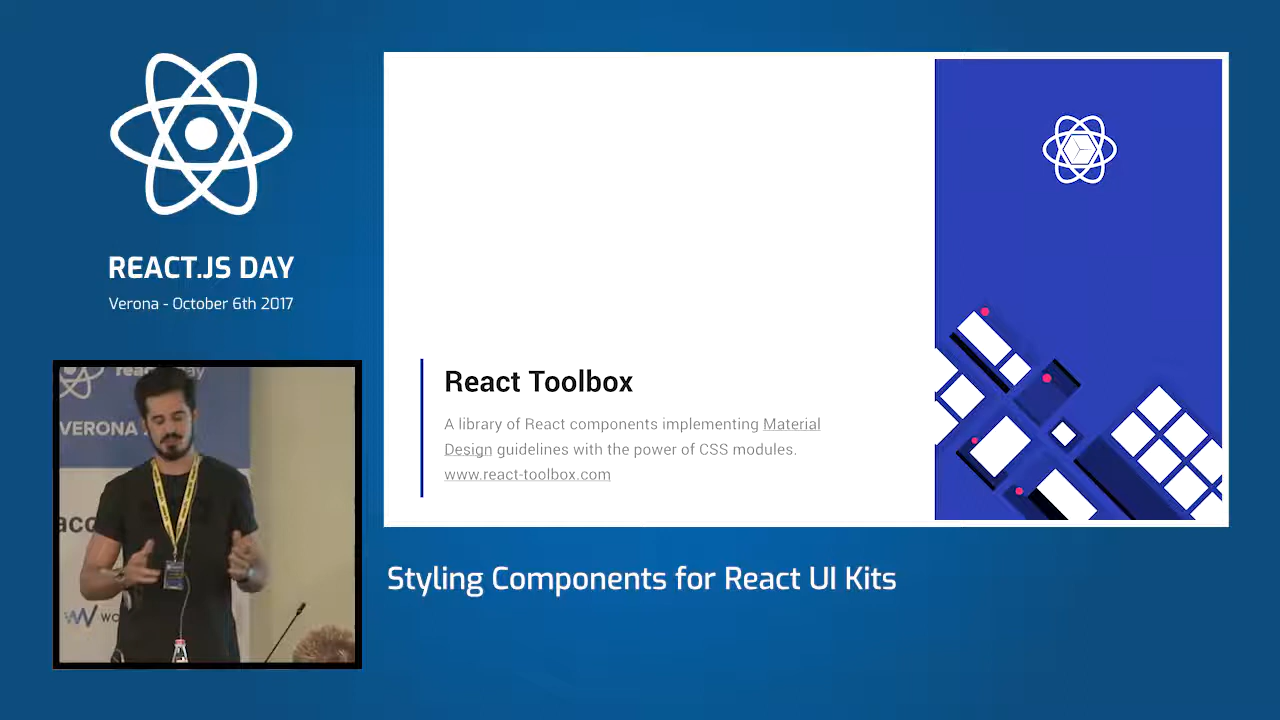 REACT.JS DAY
Verona - October 6th 2017
React Toolbox
A library of React components implementing Material
Design guidelines with the power of CSS modules.
www.react-toolbox.com
VERONA
Styling Components for React UI Kits